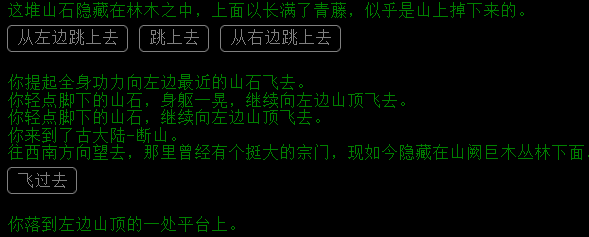 这堆山石隐藏在林木之中，上面以长满了青藤，似乎是山上掉下来的。
从左边跳上去 跳上去 从右边跳上去
你提起全身功力向左边最近的山石飞去。
你轻点脚下的山石，身躯一晃，继续向左边山顶飞去。
你轻点脚下的山石，继续向左边山顶飞去。
你来到了古大陆-断山。
往西南方向望去，那里曾经有个挺大的宗门，现如今隐藏在山阙巨木丛林下面
飞过去
你落到左边山顶的一处平台上。